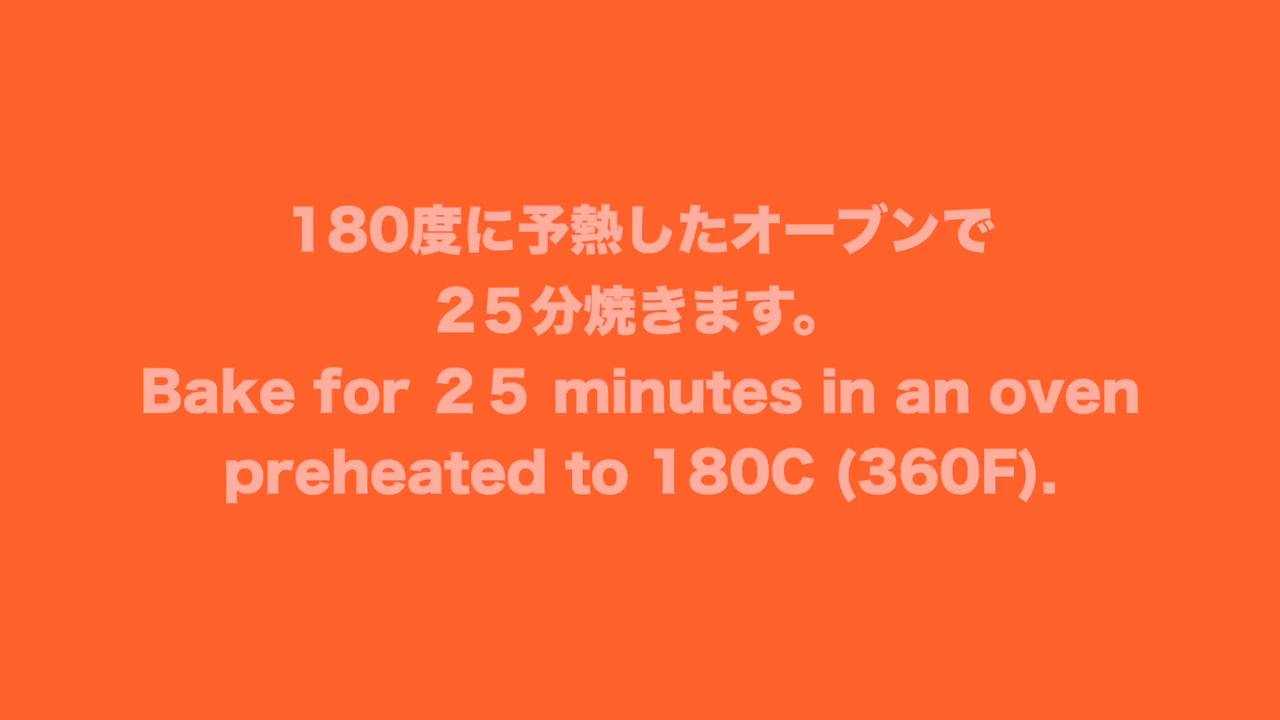 180度に予熱したオーブンで
２５分焼きます。
Bake for ２５ minutes in an oven
preheated to 180C (360F).